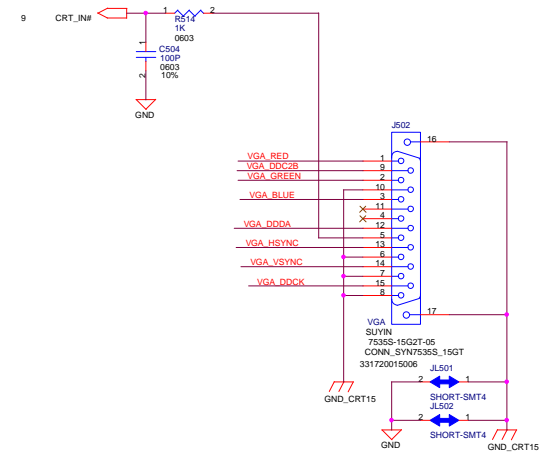 9 CRT_IN#
1 R514 2
1K
0603
1
C504
100P
0603
10%
2
GND
J502
16
VGA_RED 1
VGA_DDC2B 9
VGA_GREEN 2
10
VGA_BLUE 3
11
4
VGA_DDDA 12
5
VGA_HSYNC 13
6
VGA_VSYNC 14
7
VGA_DDCK 15
8
17
VGA
SUYIN
7535S-15G2T-05
CONN_SYN7535S_15GT
331720015006
GND_CRT15
JL501
2 1
SHORT-SMT4
JL502
2 1
SHORT-SMT4
GND
GND_CRT15